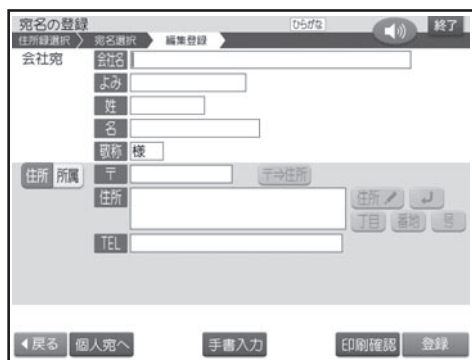 宛名の登録 ひらがな 終了
住所録選択 宛名選択 編集登録
会社宛 会社名
よみ
姓
名
敬称 様
住所 所属 〒 〒⇒住所
住所 住所
丁目 番地 号
TEL
戻る 個人宛へ 手書入力 印刷確認 登録